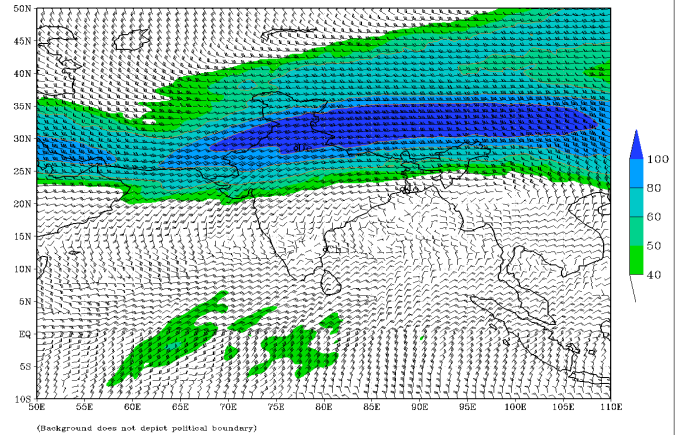 50N
45N
40N
35N
30N
25N
20N
15N
10N
5N
EQ
5S
10S
50E 55E 60E 65E 70E 75E 80E 85E 90E 95E 100E 105E 110E
100
80
60
50
40
(Background does not depict political boundary)